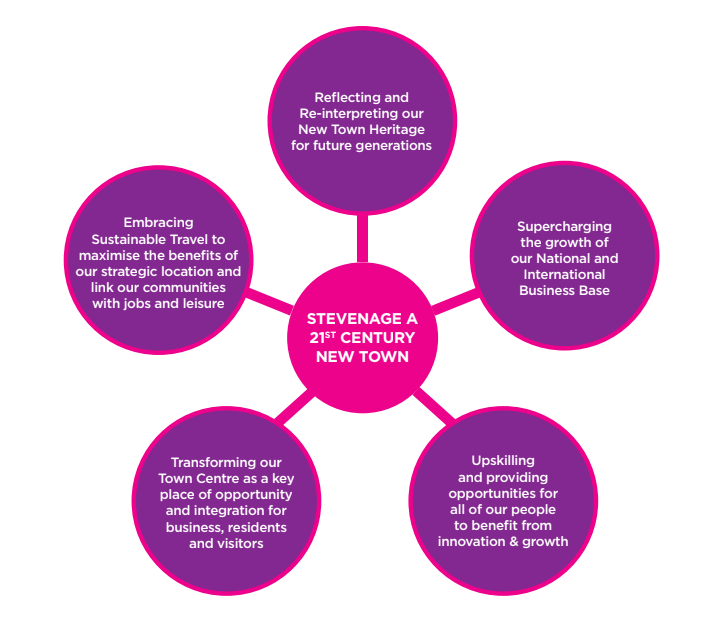 Reflecting and
Re-interpreting our
New Town Heritage
for future generations
Embracing
Sustainable Travel to
maximise the benefits of
our strategic location and
link our communities
with jobs and leisure
Supercharging
the growth of
our National and
International
Business Base
STEVENAGE A
21ST CENTURY
NEW TOWN
Transforming our
Town Centre as a key
place of opportunity
and integration for
business, residents
and visitors
Upskilling
and providing
opportunities for
all of our people
to benefit from
innovation & growth